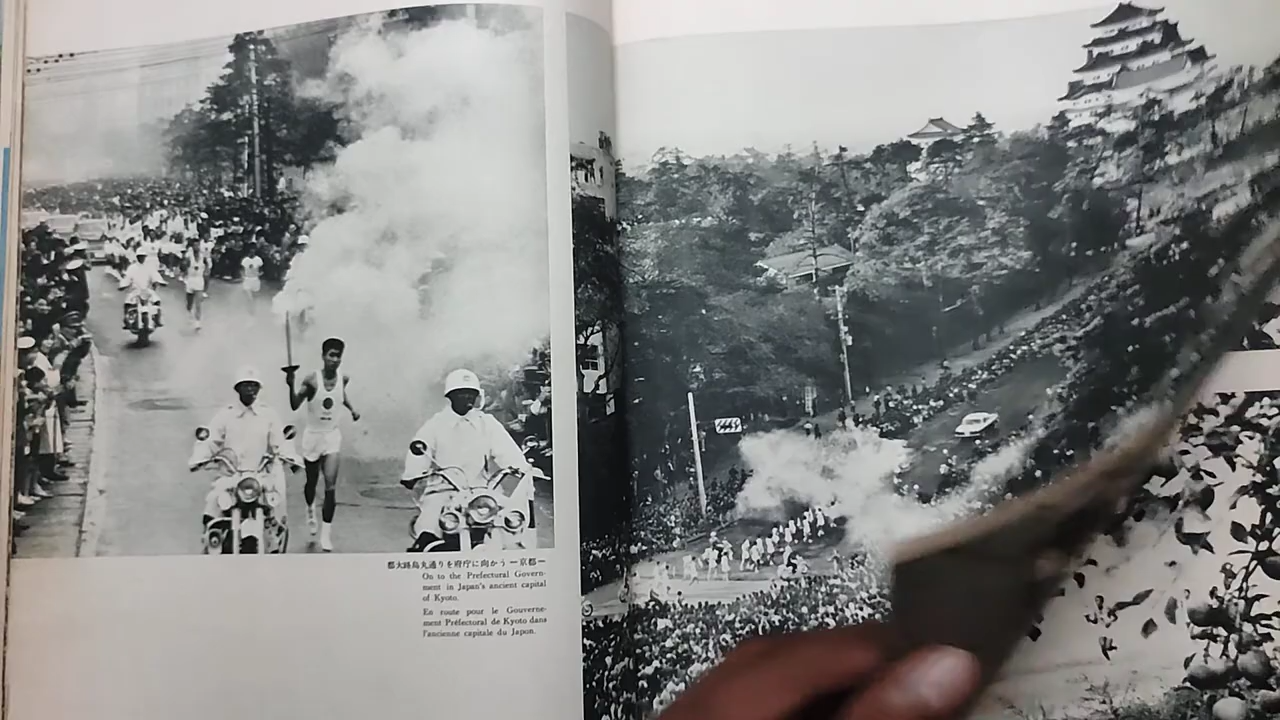 都大路烏丸通りを府庁に向かう ー京都ー
On to the Prefectural Govern-
ment in Japan's ancient capital
of Kyoto.
En route pour le Gouverne-
ment Préfectoral de Kyoto dans
l'ancienne capitale du Japon.